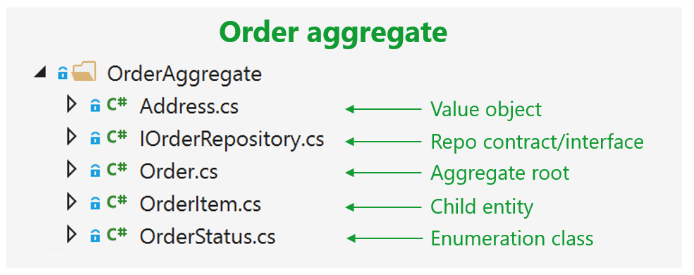 Order aggregate
OrderAggregate
C# Address.cs Value object
C# IOrderRepository.cs Repo contract/interface
C# Order.cs Aggregate root
C# OrderItem.cs Child entity
C# OrderStatus.cs Enumeration class